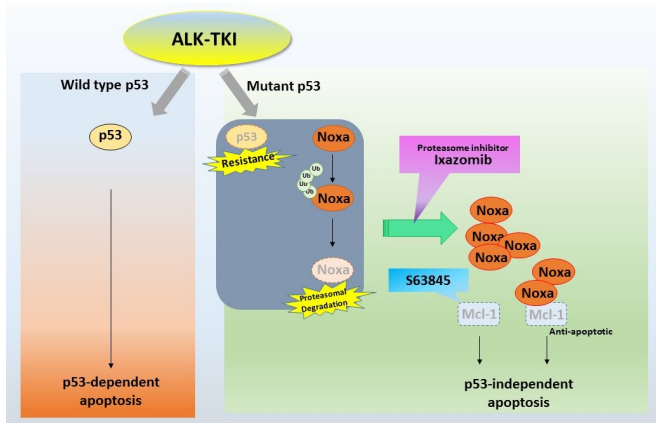 ALK-TKI
Wild type p53
Mutant p53
p53
p53
Resistance
Noxa
Ub
Ub
Ub
Ub
Noxa
Noxa
Proteasomal
Degradation
Proteasome inhibitor
Ixazomib
Noxa
Noxa
Noxa
Noxa
Noxa
Noxa
S63845
Mcl-1
Mcl-1
Anti-apoptotic
p53-dependent
apoptosis
p53-independent
apoptosis